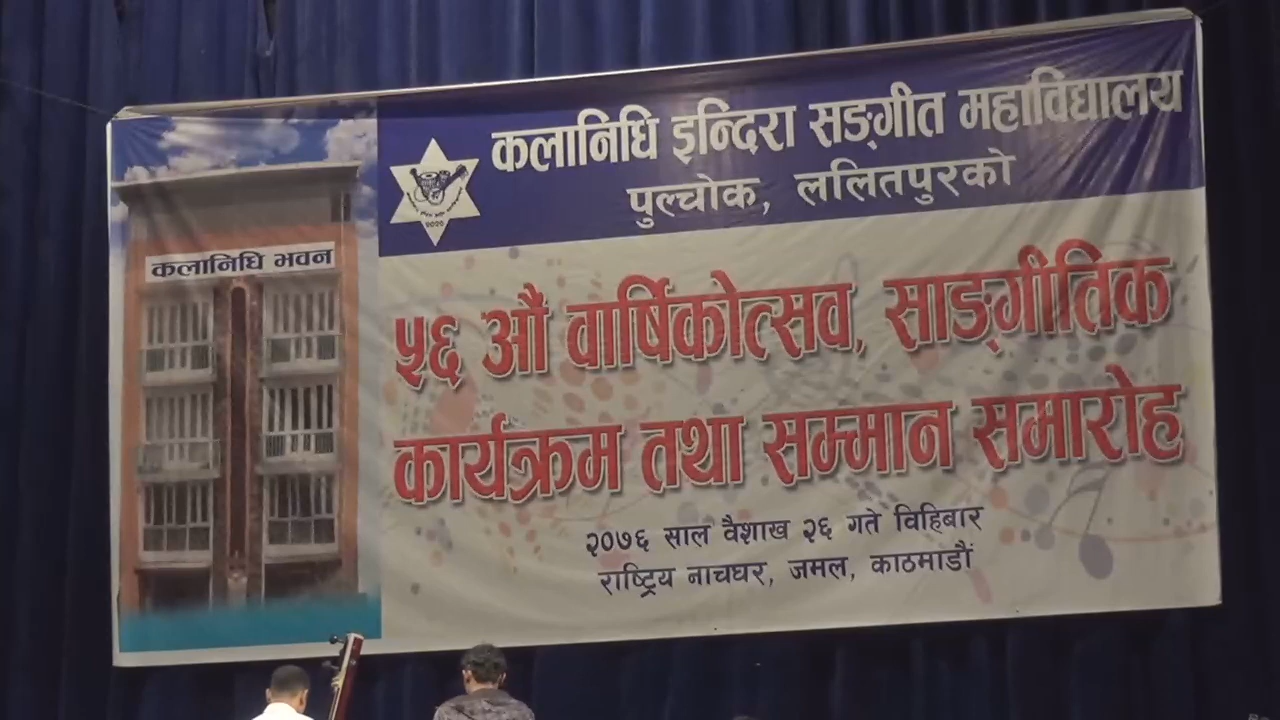 कलानिधि इन्दिरा सङ्गीत महाविद्यालय
पुल्चोक, ललितपुरको
कलानिधि भवन
५६ औं वार्षिकोत्सव, साङ्गीतिक
कार्यक्रम तथा सम्मान समारोह
२०७६ साल वैशाख २६ गते विहिबार
राष्ट्रिय नाचघर, जमल, काठमाडौं